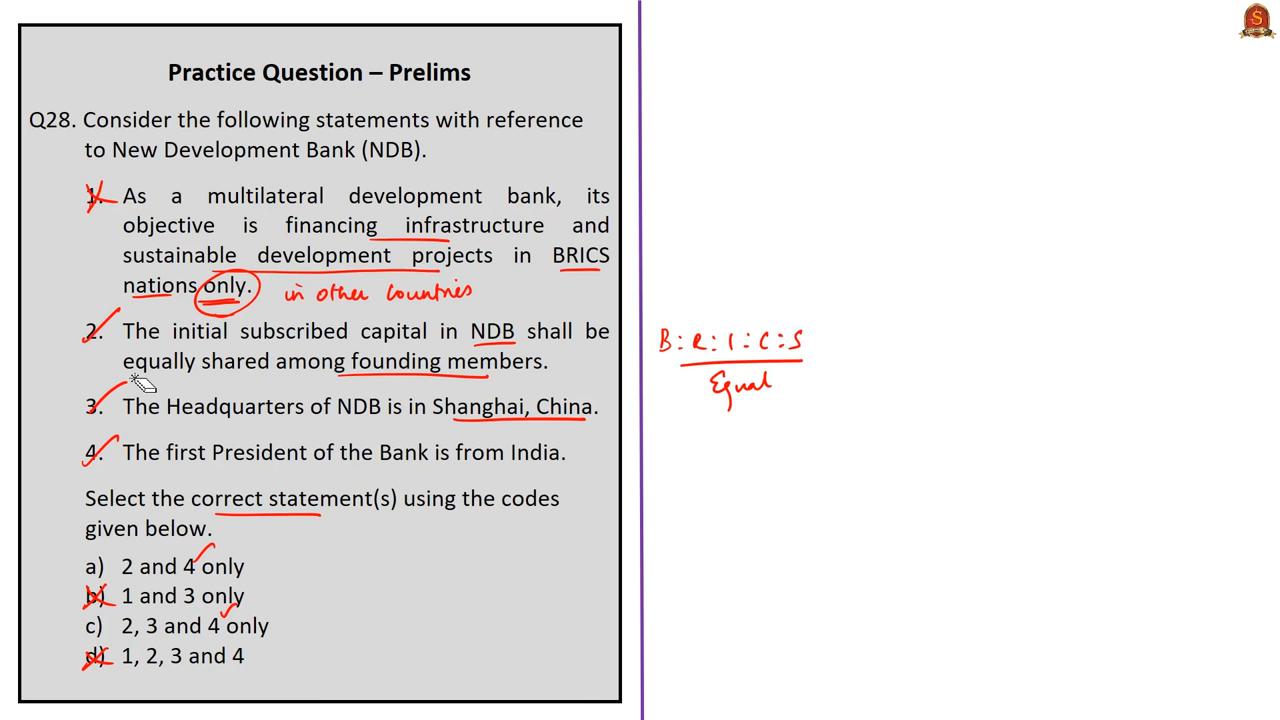 Practice Question – Prelims
Q28. Consider the following statements with reference
to New Development Bank (NDB).
1. As a multilateral development bank, its
objective is financing infrastructure and
sustainable development projects in BRICS
nations only. in other countries
2. The initial subscribed capital in NDB shall be
equally shared among founding members.
B : R : I : C : S
Equal
3. The Headquarters of NDB is in Shanghai, China.
4. The first President of the Bank is from India.
Select the correct statement(s) using the codes
given below.
a) 2 and 4 only
b) 1 and 3 only
c) 2, 3 and 4 only
d) 1, 2, 3 and 4